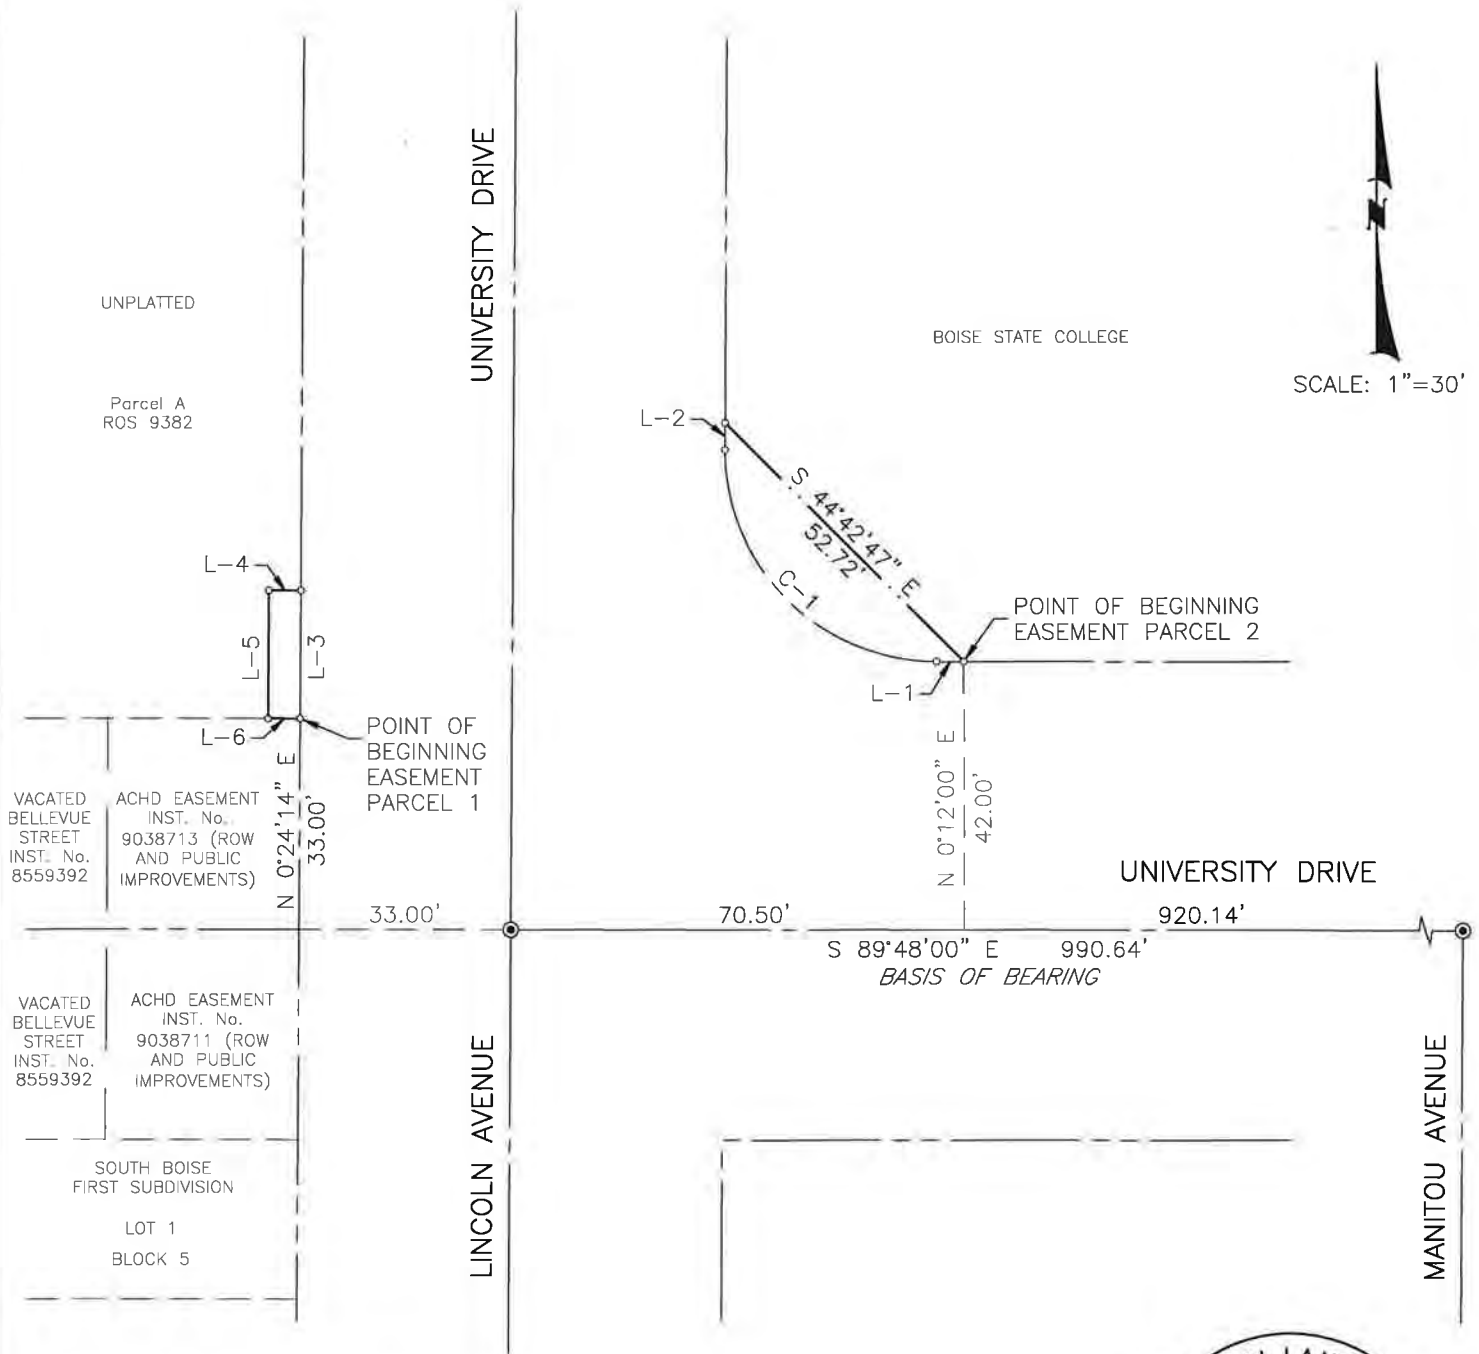 UNIVERSITY DRIVE
N
SCALE: 1"=30'
UNPLATTED
Parcel A
ROS 9382
BOISE STATE COLLEGE
L-2
S 44°42'47" E
52.72'
C-1
L-4
L-5
L-3
L-6
POINT OF BEGINNING
EASEMENT PARCEL 2
L-1
POINT OF
BEGINNING
EASEMENT
PARCEL 1
N 0°24'14" E
33.00'
N 0°12'00" E
42.00'
VACATED
BELLEVUE
STREET
INST. No.
8559392
ACHD EASEMENT
INST. No.
9038713 (ROW
AND PUBLIC
IMPROVEMENTS)
UNIVERSITY DRIVE
33.00'
70.50'
920.14'
S 89°48'00" E 990.64'
BASIS OF BEARING
VACATED
BELLEVUE
STREET
INST. No.
8559392
ACHD EASEMENT
INST. No.
9038711 (ROW
AND PUBLIC
IMPROVEMENTS)
LINCOLN AVENUE
MANITOU AVENUE
SOUTH BOISE
FIRST SUBDIVISION
LOT 1
BLOCK 5